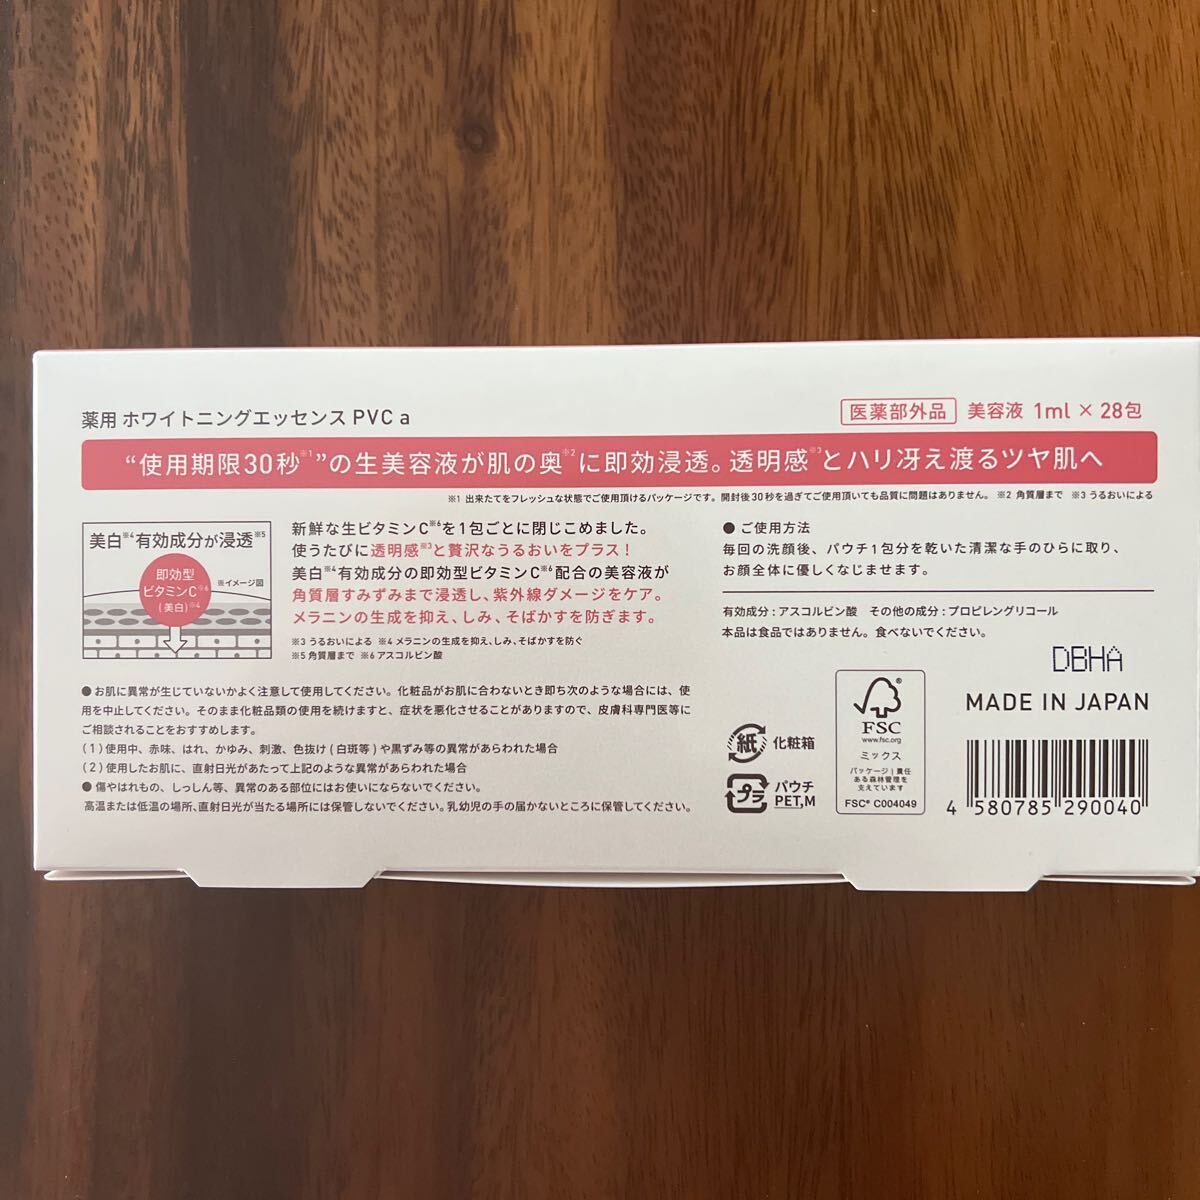 薬用 ホワイトニングエッセンス PVC a
医薬部外品 美容液 1ml × 28包
“使用期限30秒※1”の生美容液が肌の奥※2に即効浸透。透明感※3とハリ冴え渡るツヤ肌へ
※1 出来たてをフレッシュな状態でご使用頂けるパッケージです。開封後30秒を過ぎてご使用頂いても品質に問題はありません。 ※2 角質層まで ※3 うるおいによる
美白※4有効成分が浸透※5
即効型
ビタミンC※6
(美白)※4
※イメージ図
新鮮な生ビタミンC※6を1包ごとに閉じこめました。
使うたびに透明感※3と贅沢なうるおいをプラス！
美白※4有効成分の即効型ビタミンC※6配合の美容液が
角質層すみずみまで浸透し、紫外線ダメージをケア。
メラニンの生成を抑え、しみ、そばかすを防ぎます。
※3 うるおいによる ※4 メラニンの生成を抑え、しみ、そばかすを防ぐ
※5 角質層まで ※6 アスコルビン酸
● お肌に異常が生じていないかよく注意して使用してください。化粧品がお肌に合わないとき即ち次のような場合には、使
用を中止してください。そのまま化粧品類の使用を続けますと、症状を悪化させることがありますので、皮膚科専門医等に
ご相談されることをおすすめします。
(1) 使用中、赤味、はれ、かゆみ、刺激、色抜け(白斑等)や黒ずみ等の異常があらわれた場合
(2) 使用したお肌に、直射日光があたって上記のような異常があらわれた場合
● 傷やはれもの、しっしん等、異常のある部位にはお使いにならないでください。
高温または低温の場所、直射日光が当たる場所には保管しないでください。乳幼児の手の届かないところに保管してください。
● ご使用方法
毎回の洗顔後、パウチ1包分を乾いた清潔な手のひらに取り、
お顔全体に優しくなじませます。
有効成分：アスコルビン酸 その他の成分：プロピレングリコール
本品は食品ではありません。食べないでください。
DBHA
MADE IN JAPAN
紙 化粧箱
プラ パウチ
PET,M
FSC®
www.fsc.org
ミックス
パッケージ｜責任
ある森林管理を
支えています
FSC® C004049
4 580785 290040